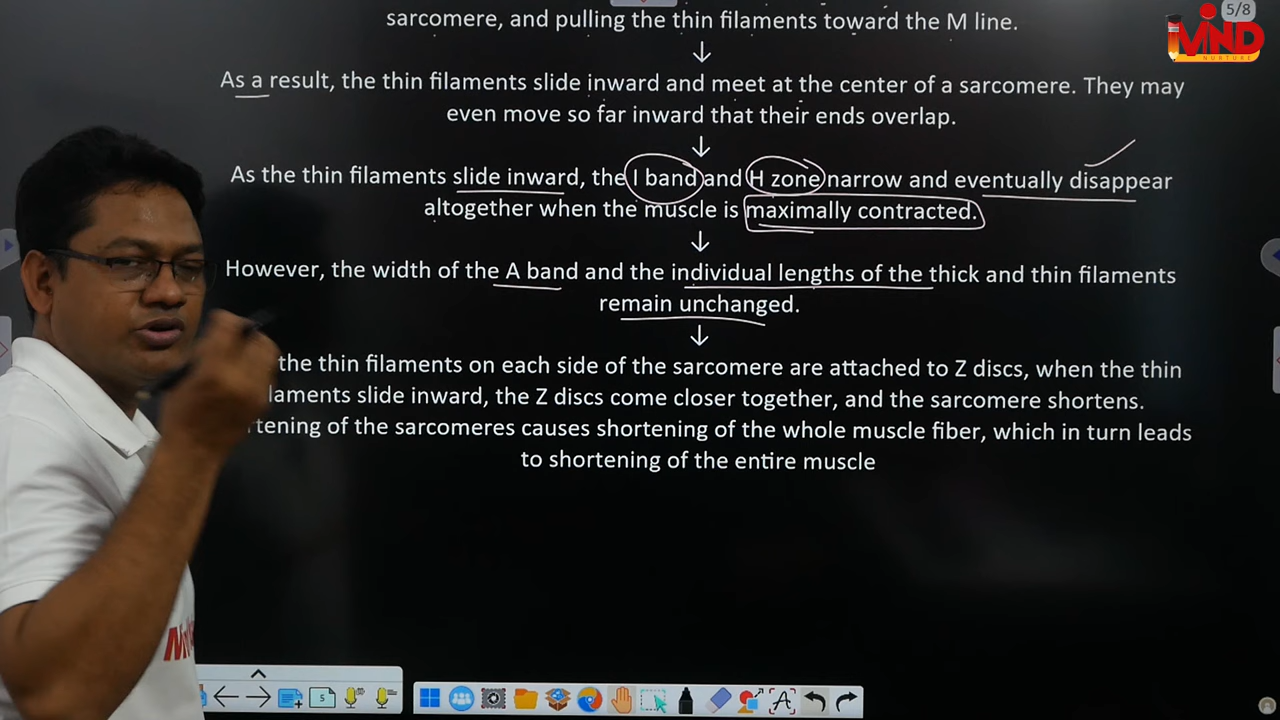 sarcomere, and pulling the thin filaments toward the M line.
5/8
MIND
NURTURE
As a result, the thin filaments slide inward and meet at the center of a sarcomere. They may
even move so far inward that their ends overlap.
As the thin filaments slide inward, the I band and H zone narrow and eventually disappear
altogether when the muscle is maximally contracted.
However, the width of the A band and the individual lengths of the thick and thin filaments
remain unchanged.
the thin filaments on each side of the sarcomere are attached to Z discs, when the thin
laments slide inward, the Z discs come closer together, and the sarcomere shortens.
tening of the sarcomeres causes shortening of the whole muscle fiber, which in turn leads
to shortening of the entire muscle
5
A